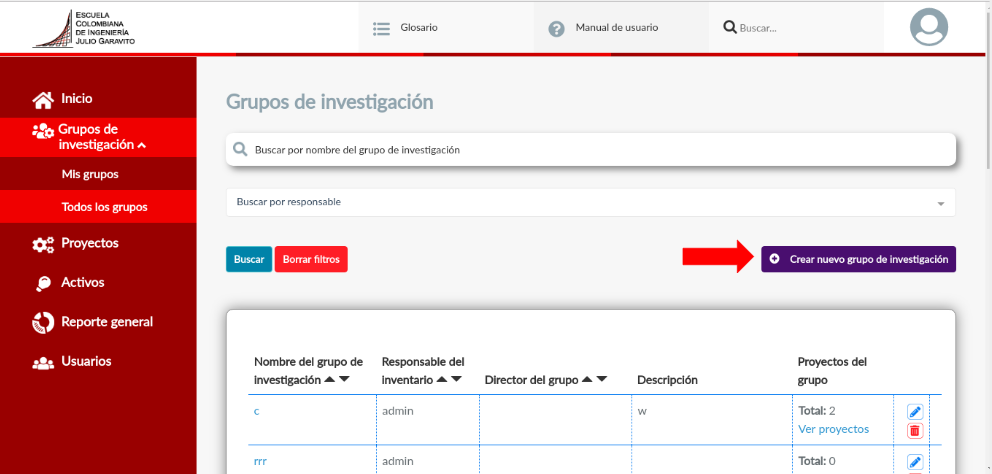 ESCUELA
COLOMBIANA
DE INGENIERÍA
JULIO GARAVITO
Glosario
Manual de usuario
Buscar...
Inicio
Grupos de
investigación
Mis grupos
Todos los grupos
Proyectos
Activos
Reporte general
Usuarios
Grupos de investigación
Buscar por nombre del grupo de investigación
Buscar por responsable
Buscar
Borrar filtros
Crear nuevo grupo de investigación
Nombre del grupo de
investigación
Responsable del
inventario
Director del grupo
Descripción
Proyectos del
grupo
c
admin
w
Total: 2
Ver proyectos
rrr
admin
Total: 0